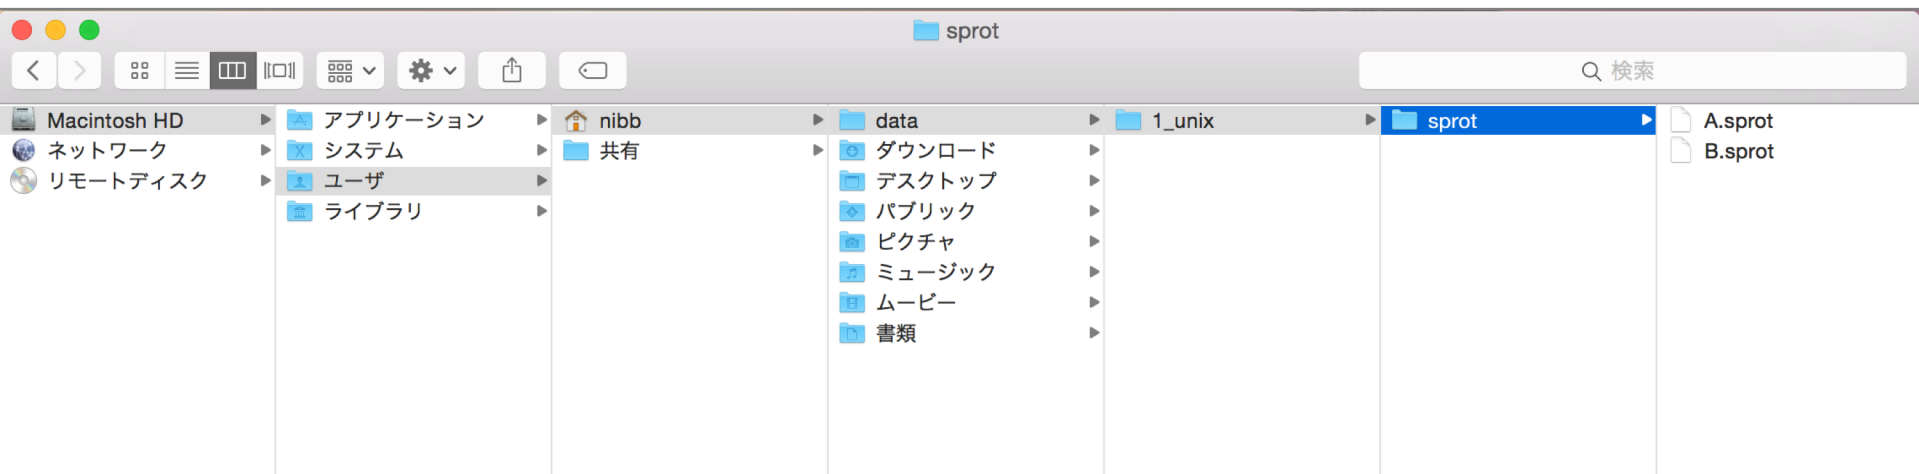 sprot
検索
Macintosh HD
ネットワーク
リモートディスク
アプリケーション
システム
ユーザ
ライブラリ
nibb
共有
data
ダウンロード
デスクトップ
パブリック
ピクチャ
ミュージック
ムービー
書類
1_unix
sprot
A.sprot
B.sprot